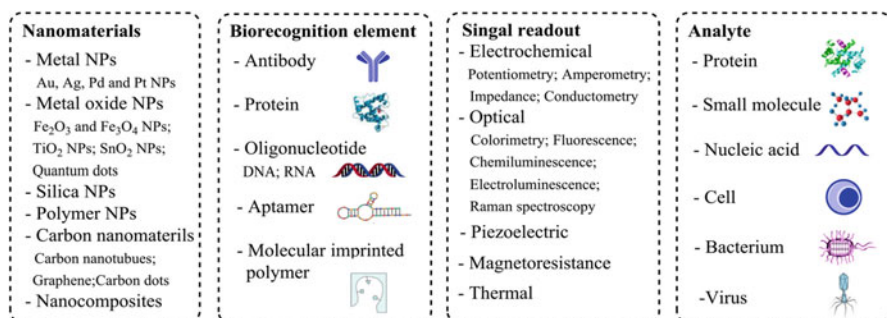 Nanomaterials
- Metal NPs
Au, Ag, Pd and Pt NPs
- Metal oxide NPs
Fe₂O₃ and Fe₃O₄ NPs;
TiO₂ NPs; SnO₂ NPs;
Quantum dots
- Silica NPs
- Polymer NPs
- Carbon nanomaterils
Carbon nanotubues;
Graphene;Carbon dots
- Nanocomposites
Biorecognition element
- Antibody
- Protein
- Oligonucleotide
DNA; RNA
- Aptamer
- Molecular imprinted
polymer
Singal readout
- Electrochemical
Potentiometry; Amperometry;
Impedance; Conductometry
- Optical
Colorimetry; Fluorescence;
Chemiluminescence;
Electroluminescence;
Raman spectroscopy
- Piezoelectric
- Magnetoresistance
- Thermal
Analyte
- Protein
- Small molecule
- Nucleic acid
- Cell
- Bacterium
-Virus